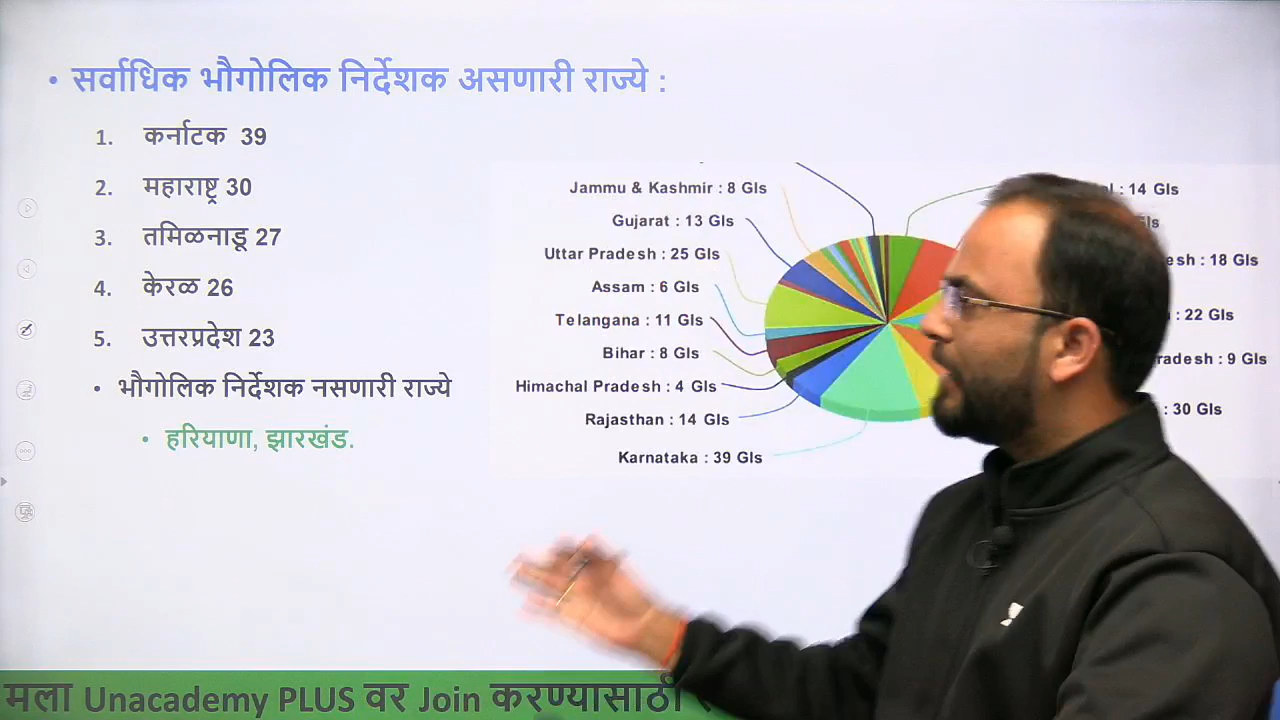 • सर्वाधिक भौगोलिक निर्देशक असणारी राज्ये :
1. कर्नाटक 39
2. महाराष्ट्र 30
3. तमिळनाडू 27
4. केरळ 26
5. उत्तरप्रदेश 23
• भौगोलिक निर्देशक नसणारी राज्ये
• हरियाणा, झारखंड.
Jammu & Kashmir : 8 GIs
Gujarat : 13 GIs
Uttar Pradesh : 25 GIs
Assam : 6 GIs
Telangana : 11 GIs
Bihar : 8 GIs
Himachal Pradesh : 4 GIs
Rajasthan : 14 GIs
Karnataka : 39 GIs
: 14 GIs
: 18 GIs
: 22 GIs
: 9 GIs
: 30 GIs
मला Unacademy PLUS वर Join करण्यासाठी